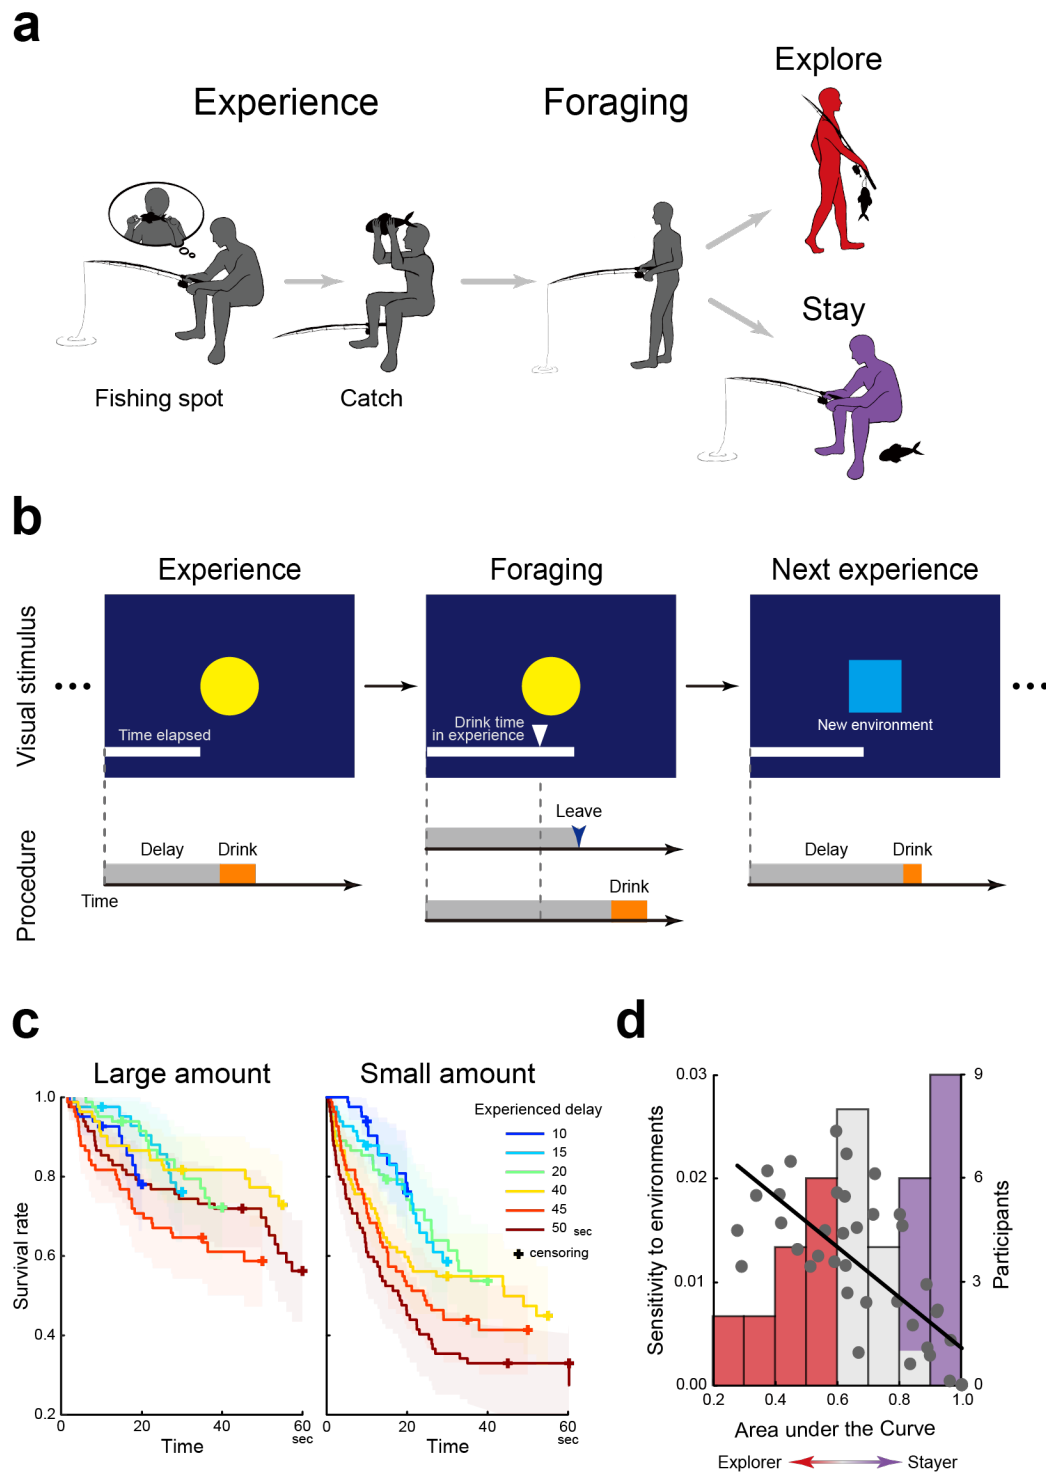 a
Experience
Foraging
Explore
Stay
Fishing spot
Catch
b
Experience
Foraging
Next experience
Visual stimulus
Time elapsed
Drink time
in experience
New environment
Procedure
Delay
Drink
Time
Leave
Drink
Delay
Drink
c
Large amount
Small amount
Experienced delay
10
15
20
40
45
50 sec
censoring
Survival rate
1.0
0.8
0.6
0.4
0.2
0
20
40
60
sec
Time
0
20
40
60
sec
Time
d
Sensitivity to environments
0.03
0.02
0.01
0.00
9
6
3
0
Participants
0.2
0.4
0.6
0.8
1.0
Area under the Curve
Explorer
Stayer